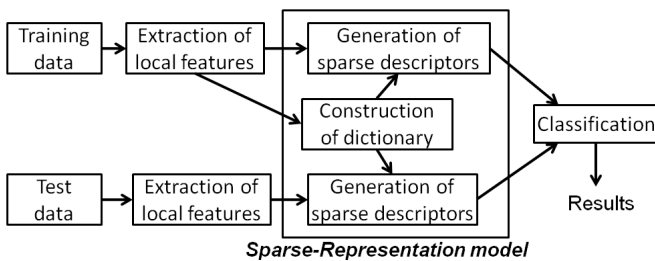 Training
data
Extraction of
local features
Generation of
sparse descriptors
Construction
of dictionary
Classification
Test
data
Extraction of
local features
Generation of
sparse descriptors
Results
Sparse-Representation model